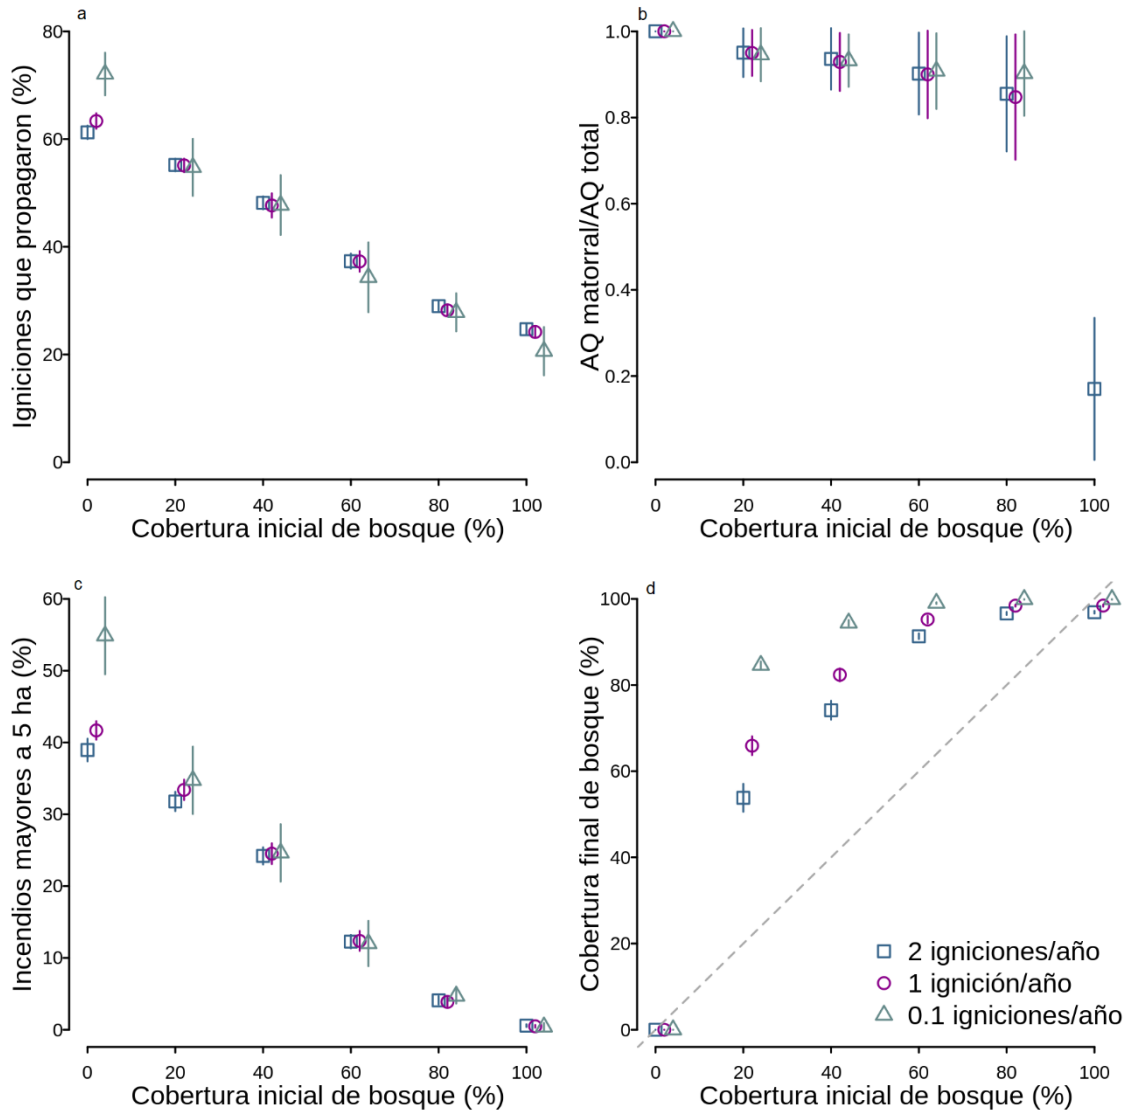 a
80
60
40
20
0
Igniciones que propagaron (%)
0 20 40 60 80 100
Cobertura inicial de bosque (%)
b
1.0
0.8
0.6
0.4
0.2
0.0
AQ matorral/AQ total
0 20 40 60 80 100
Cobertura inicial de bosque (%)
c
60
50
40
30
20
10
0
Incendios mayores a 5 ha (%)
0 20 40 60 80 100
Cobertura inicial de bosque (%)
d
100
80
60
40
20
0
Cobertura final de bosque (%)
2 igniciones/año
1 ignición/año
0.1 igniciones/año
0 20 40 60 80 100
Cobertura inicial de bosque (%)